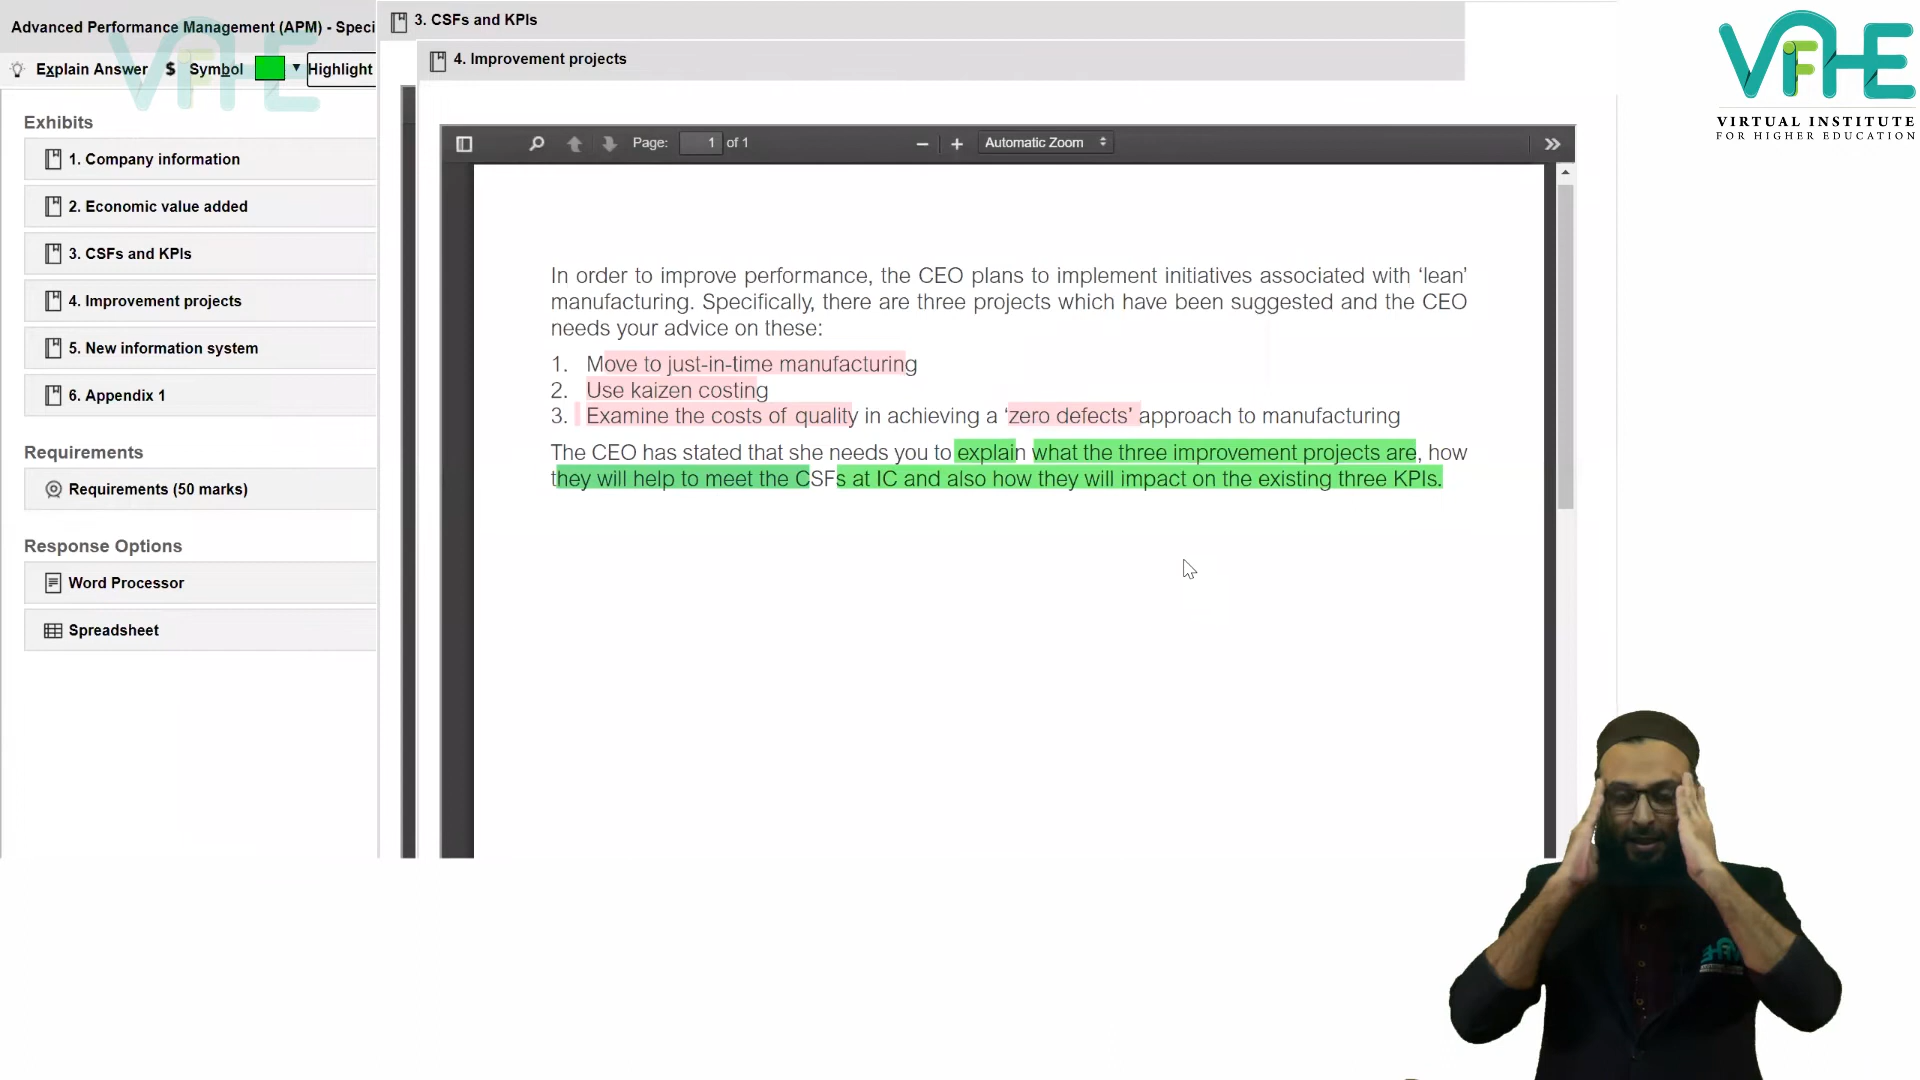 Advanced Performance Management (APM) - Speci
Explain Answer $ Symbol Highlight
Exhibits
1. Company information
2. Economic value added
3. CSFs and KPIs
4. Improvement projects
5. New information system
6. Appendix 1
Requirements
Requirements (50 marks)
Response Options
Word Processor
Spreadsheet
3. CSFs and KPIs
4. Improvement projects
Page: 1 of 1 Automatic Zoom
In order to improve performance, the CEO plans to implement initiatives associated with ‘lean’
manufacturing. Specifically, there are three projects which have been suggested and the CEO
needs your advice on these:
1. Move to just-in-time manufacturing
2. Use kaizen costing
3. Examine the costs of quality in achieving a ‘zero defects’ approach to manufacturing
The CEO has stated that she needs you to explain what the three improvement projects are, how
they will help to meet the CSFs at IC and also how they will impact on the existing three KPIs.
VIFHE
VIRTUAL INSTITUTE
FOR HIGHER EDUCATION